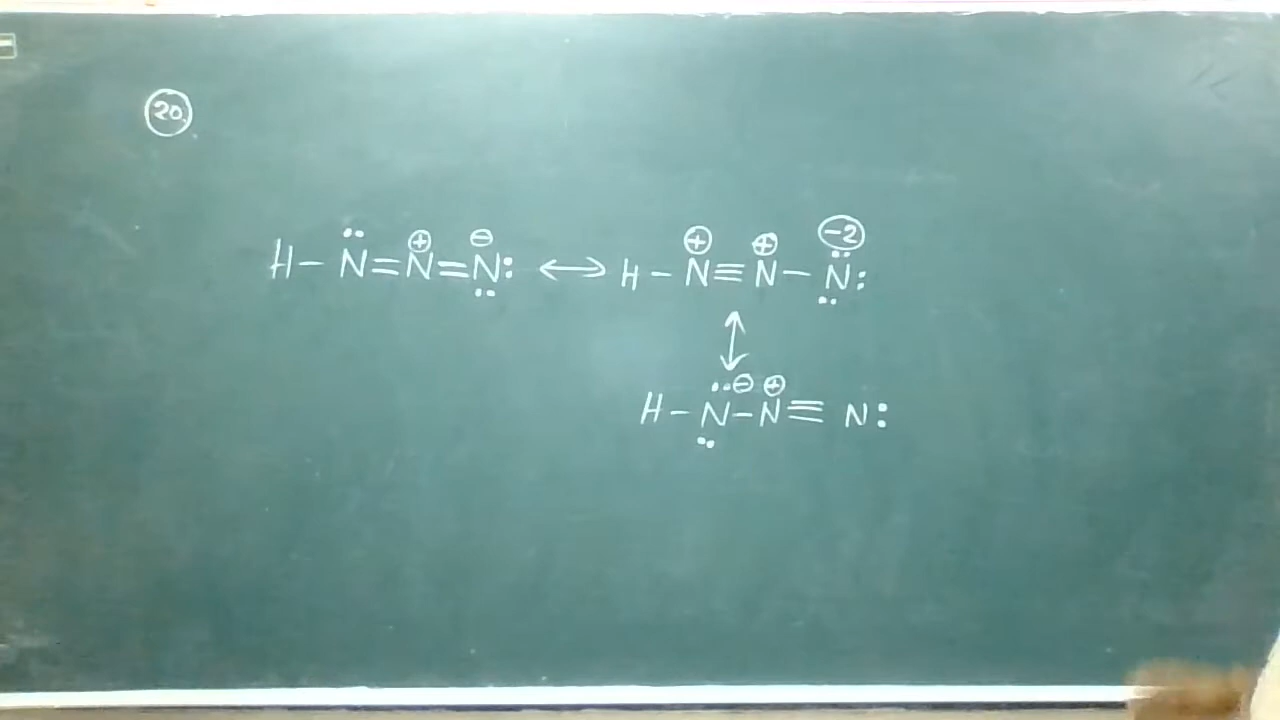 20.
H–N̈=N⊕=N̈⊖: ⟷ H–N⊕≡N⊕–N̈:̤ (-2)
↕
H–N̤̈⊖–N⊕≡N: